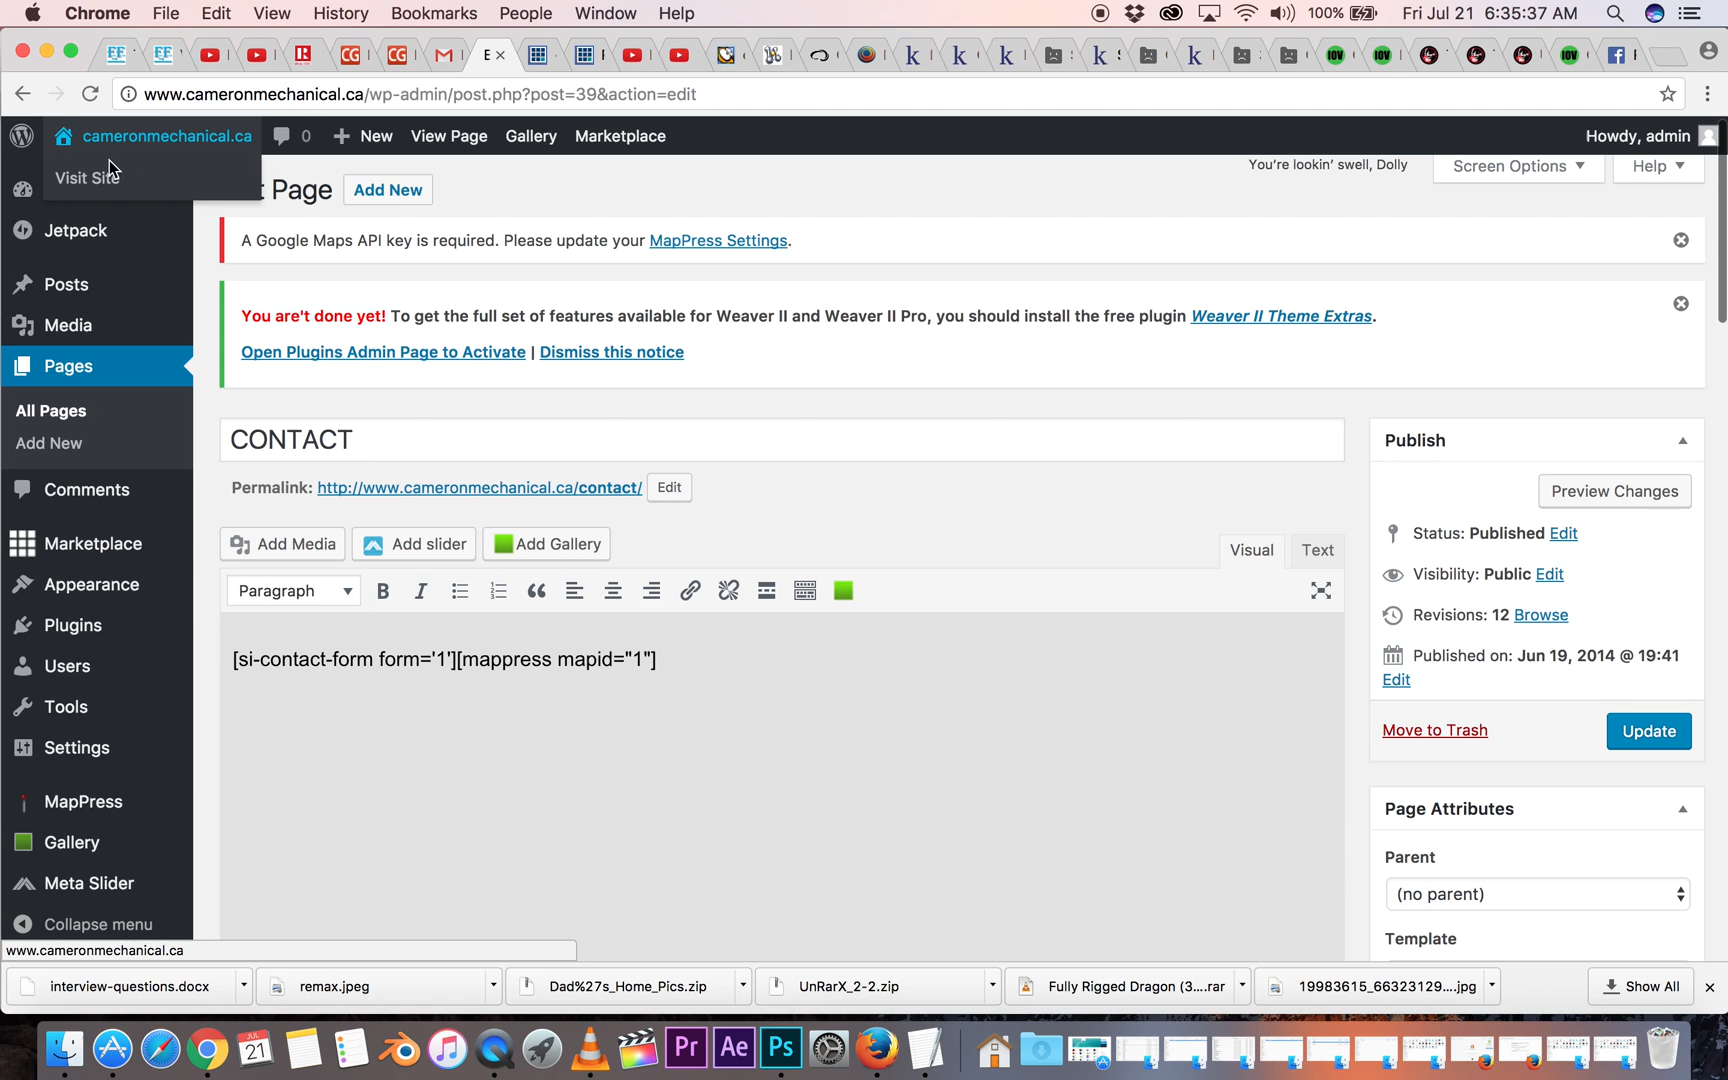 Chrome File Edit View History Bookmarks People Window Help 100% Fri Jul 21 6:35:37 AM
www.cameronmechanical.ca/wp-admin/post.php?post=39&action=edit
cameronmechanical.ca 0 New View Page Gallery Marketplace Howdy, admin
Visit Site
Page Add New You're lookin' swell, Dolly Screen Options Help
A Google Maps API key is required. Please update your MapPress Settings.
You are't done yet! To get the full set of features available for Weaver II and Weaver II Pro, you should install the free plugin Weaver II Theme Extras.
Open Plugins Admin Page to Activate | Dismiss this notice
Jetpack
Posts
Media
Pages
All Pages
Add New
Comments
Marketplace
Appearance
Plugins
Users
Tools
Settings
MapPress
Gallery
Meta Slider
Collapse menu
CONTACT
Permalink: http://www.cameronmechanical.ca/contact/ Edit
Add Media Add slider Add Gallery Visual Text
Paragraph B I
[si-contact-form form='1'][mappress mapid="1"]
Publish
Preview Changes
Status: Published Edit
Visibility: Public Edit
Revisions: 12 Browse
Published on: Jun 19, 2014 @ 19:41
Edit
Move to Trash Update
Page Attributes
Parent
(no parent)
Template
www.cameronmechanical.ca
interview-questions.docx remax.jpeg Dad%27s_Home_Pics.zip UnRarX_2-2.zip Fully Rigged Dragon (3....rar 19983615_66323129....jpg Show All
JUL
21
Pr Ae Ps